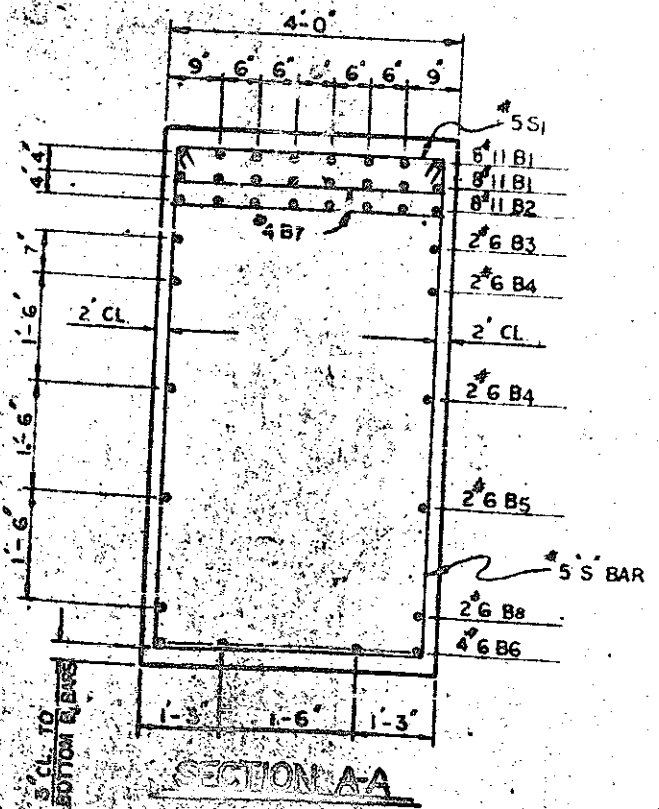 4'-0"
9" 6" 6" 6" 6" 9"
#5 S1
4" 4"
8#11 B1
8#11 B1
8#11 B2
#4 B7
7"
2#6 B3
2#6 B4
1'-6"
2" CL.
2" CL.
2#6 B4
1'-6"
2#6 B5
1'-6"
#5 "S" BAR
2#6 B8
4#6 B6
3" CL. TO
BOTTOM B BARS
1'-3" 1'-6" 1'-3"
SECTION A-A